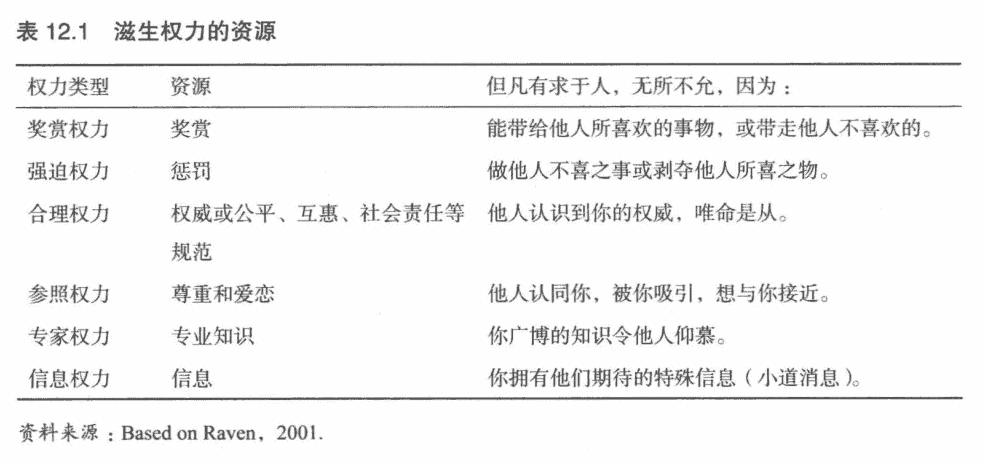 表 12.1 滋生权力的资源
权力类型 资源 但凡有求于人，无所不允，因为：
奖赏权力 奖赏 能带给他人所喜欢的事物，或带走他人不喜欢的。
强迫权力 惩罚 做他人不喜之事或剥夺他人所喜之物。
合理权力 权威或公平、互惠、社会责任等 他人认识到你的权威，唯命是从。
规范
参照权力 尊重和爱恋 他人认同你，被你吸引，想与你接近。
专家权力 专业知识 你广博的知识令他人仰慕。
信息权力 信息 你拥有他们期待的特殊信息（小道消息）。
资料来源：Based on Raven，2001.